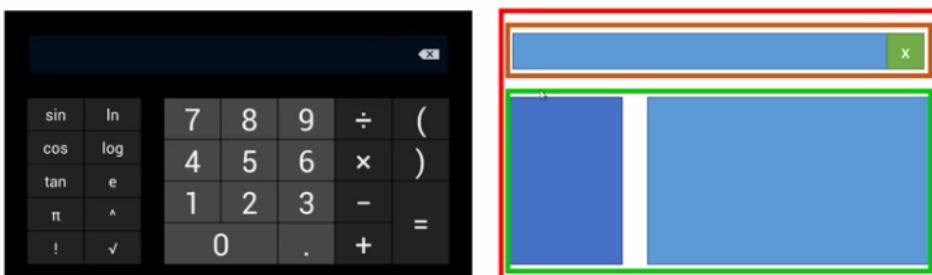 sin ln 7 8 9 ÷ (
cos log 4 5 6 × )
tan e 1 2 3 −
π ^ 0 . + =
! √
X